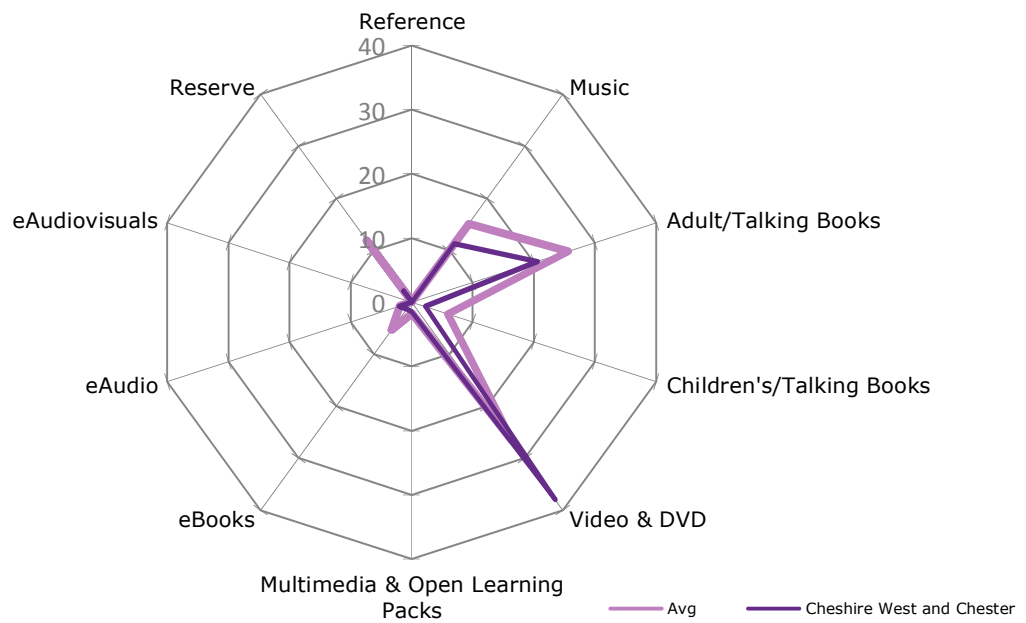 Reference
40
Reserve
Music
30
20
eAudiovisuals
Adult/Talking Books
10
0
eAudio
Children's/Talking Books
eBooks
Video & DVD
Multimedia & Open Learning
Packs
Avg
Cheshire West and Chester